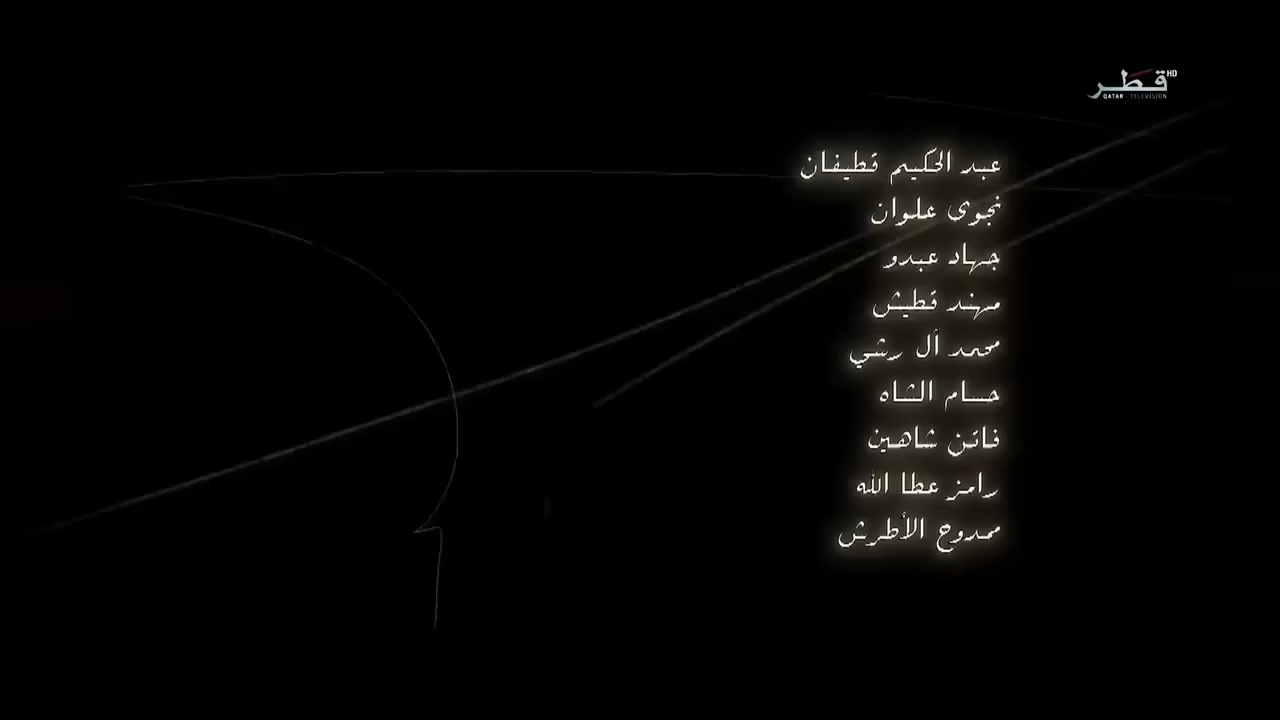 قطر HD
QATAR TELEVISION
عبد الحكيم قطيفان
نجوى علوان
جهاد عبدو
مهند قطيش
محمد آل رشي
حسام الشاه
فاتن شاهين
رامز عطا الله
ممدوح الأطرش